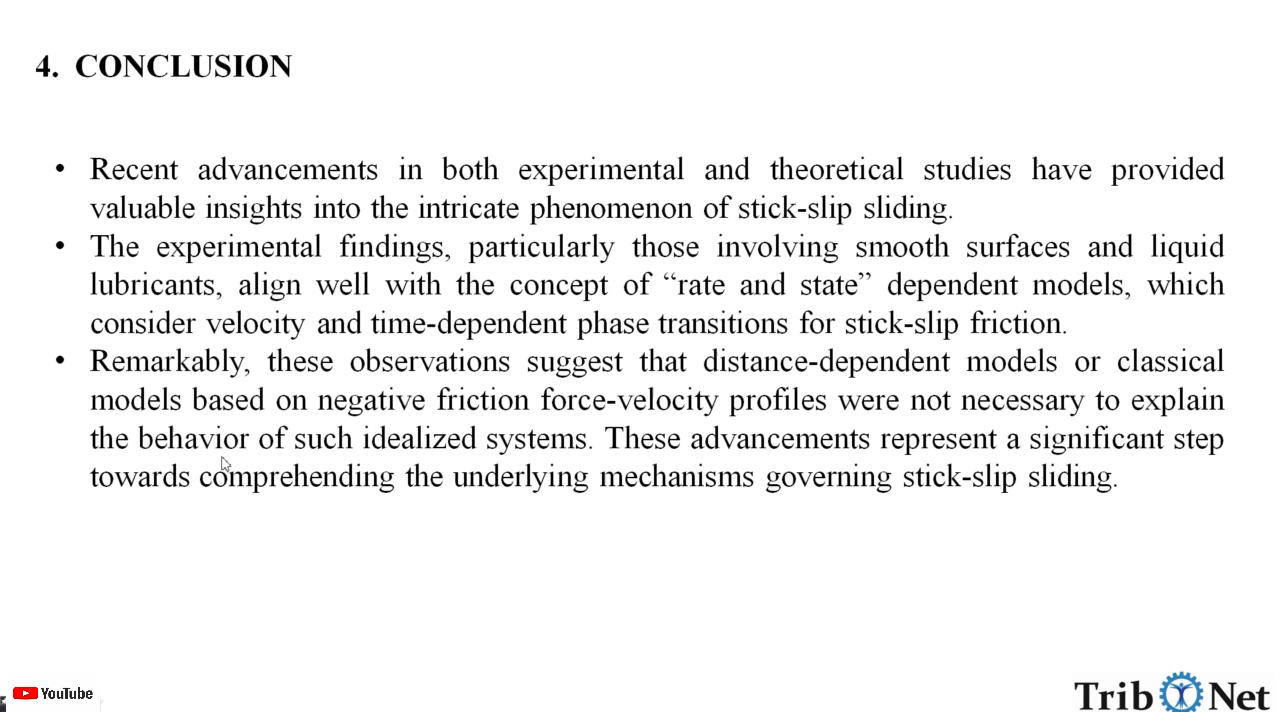 4. CONCLUSION
• Recent advancements in both experimental and theoretical studies have provided
valuable insights into the intricate phenomenon of stick-slip sliding.
• The experimental findings, particularly those involving smooth surfaces and liquid
lubricants, align well with the concept of “rate and state” dependent models, which
consider velocity and time-dependent phase transitions for stick-slip friction.
• Remarkably, these observations suggest that distance-dependent models or classical
models based on negative friction force-velocity profiles were not necessary to explain
the behavior of such idealized systems. These advancements represent a significant step
towards comprehending the underlying mechanisms governing stick-slip sliding.
YouTube
Trib Net